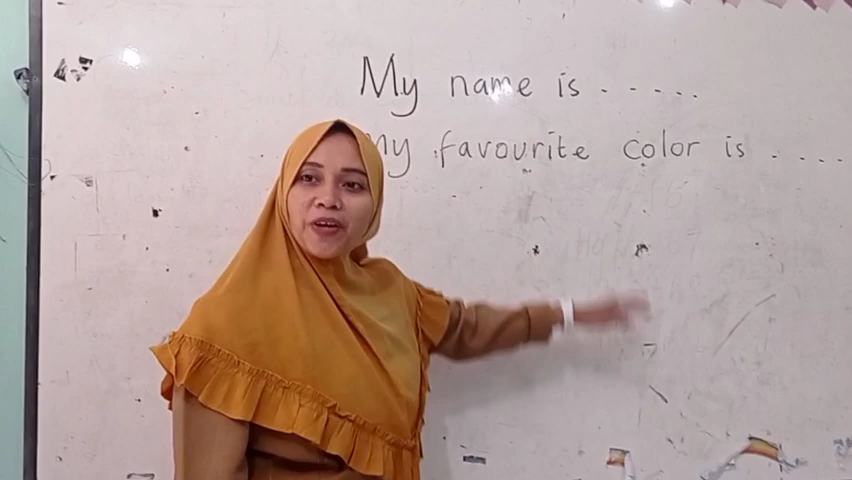 My name is . . . . . .
My favourite color is . . . .